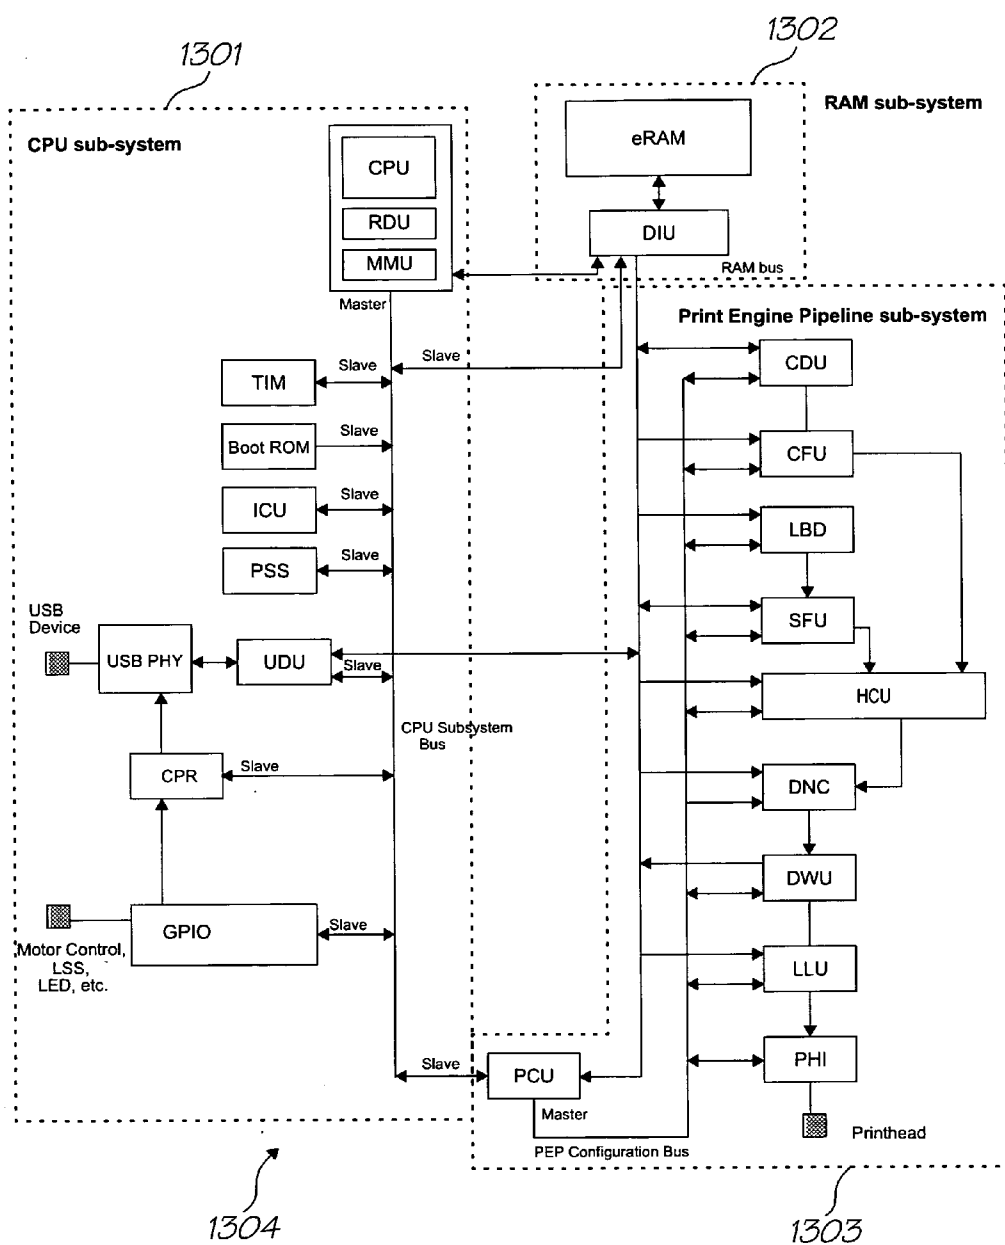 1301
1302
CPU sub-system
RAM sub-system
CPU
RDU
MMU
Master
eRAM
DIU
RAM bus
Print Engine Pipeline sub-system
Slave
TIM
Slave
Boot ROM
Slave
ICU
Slave
PSS
Slave
USB
Device
USB PHY
UDU
Slave
CPU Subsystem
Bus
CPR
Slave
GPIO
Slave
Motor Control,
LSS,
LED, etc.
CDU
CFU
LBD
SFU
HCU
DNC
DWU
LLU
PHI
Slave
PCU
Master
PEP Configuration Bus
Printhead
1304
1303